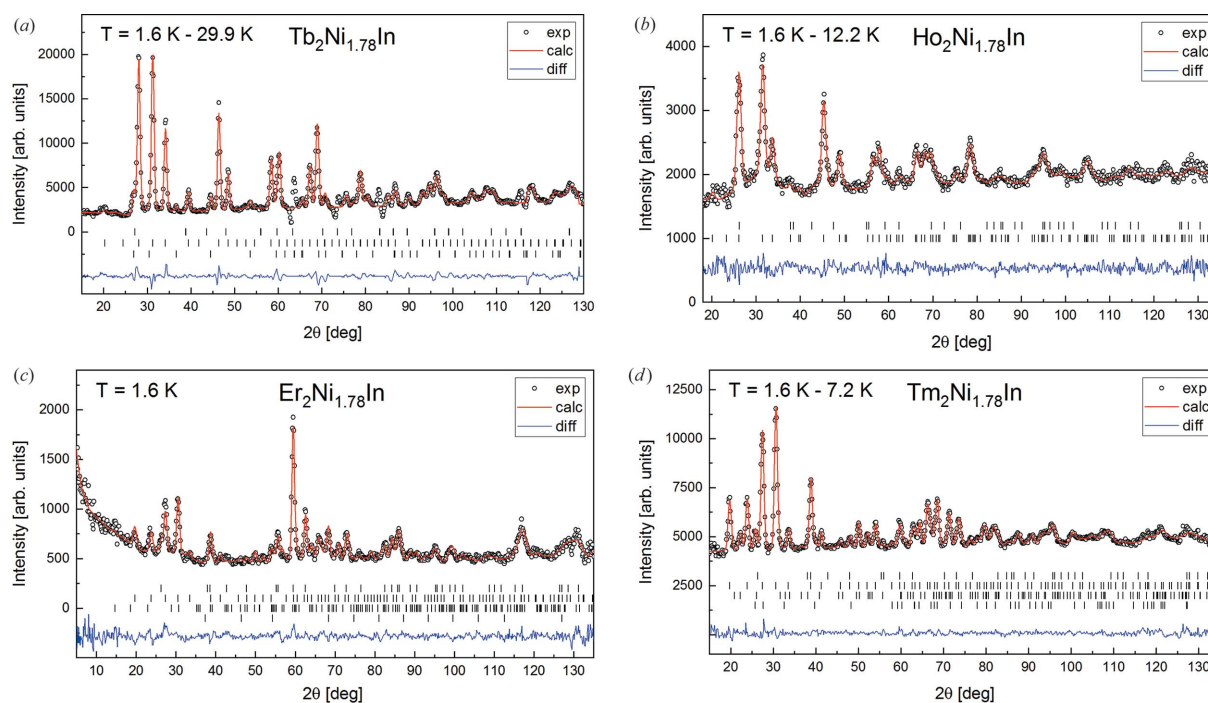 (a)
T = 1.6 K - 29.9 K
Tb2Ni1.78In
exp
calc
diff
Intensity [arb. units]
20000
15000
10000
5000
0
20 30 40 50 60 70 80 90 100 110 120 130
2θ [deg]
(b)
T = 1.6 K - 12.2 K
Ho2Ni1.78In
exp
calc
diff
Intensity [arb. units]
4000
3000
2000
1000
0
20 30 40 50 60 70 80 90 100 110 120 130
2θ [deg]
(c)
T = 1.6 K
Er2Ni1.78In
exp
calc
diff
Intensity [arb. units]
2000
1500
1000
500
0
10 20 30 40 50 60 70 80 90 100 110 120 130
2θ [deg]
(d)
T = 1.6 K - 7.2 K
Tm2Ni1.78In
exp
calc
diff
Intensity [arb. units]
12500
10000
7500
5000
2500
0
20 30 40 50 60 70 80 90 100 110 120 130
2θ [deg]